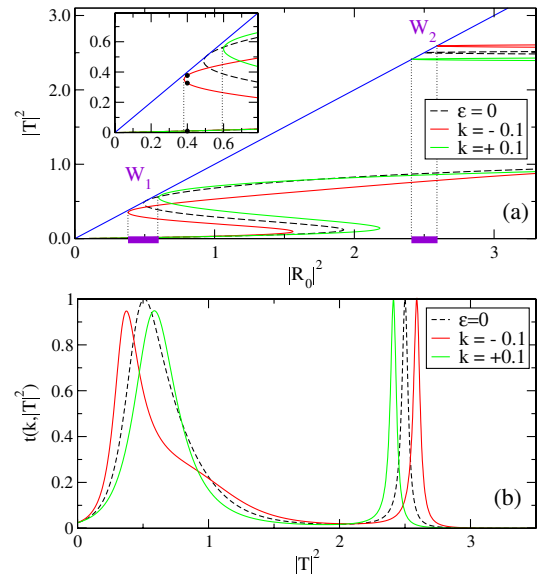 3.0
2.0
1.0
0.0
|T|²
0.8
0.6
0.4
0.2
0
0
0.2
0.4
0.6
W₁
W₂
ε = 0
k = - 0.1
k = + 0.1
(a)
0
1
2
3
|R₀|²
1
0.8
0.6
0.4
0.2
0
t(k,|T|²)
ε=0
k = - 0.1
k = +0.1
(b)
0
1
2
3
|T|²